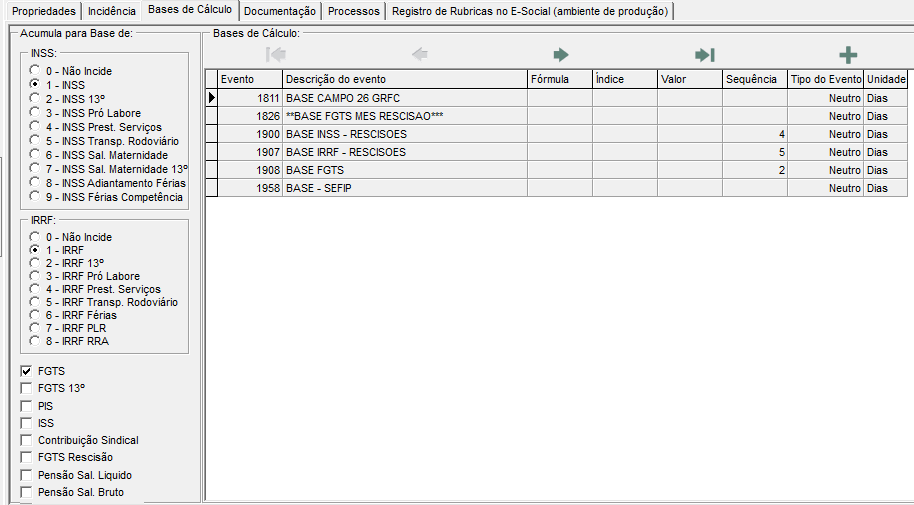 Propriedades Incidência Bases de Cálculo Documentação Processos Registro de Rubricas no E-Social (ambiente de produção)
Acumula para Base de:
INSS:
0 - Não Incide
1 - INSS
2 - INSS 13º
3 - INSS Pró Labore
4 - INSS Prest. Serviços
5 - INSS Transp. Rodoviário
6 - INSS Sal. Maternidade
7 - INSS Sal. Maternidade 13º
8 - INSS Adiantamento Férias
9 - INSS Férias Competência
IRRF:
0 - Não Incide
1 - IRRF
2 - IRRF 13º
3 - IRRF Pró Labore
4 - IRRF Prest. Serviços
5 - IRRF Transp. Rodoviário
6 - IRRF Férias
7 - IRRF PLR
8 - IRRF RRA
FGTS
FGTS 13º
PIS
ISS
Contribuição Sindical
FGTS Rescisão
Pensão Sal. Liquido
Pensão Sal. Bruto
Bases de Cálculo:
Evento Descrição do evento Fórmula Índice Valor Sequência Tipo do Evento Unidade
1811 BASE CAMPO 26 GRFC Neutro Dias
1826 **BASE FGTS MES RESCISAO*** Neutro Dias
1900 BASE INSS - RESCISOES 4 Neutro Dias
1907 BASE IRRF - RESCISOES 5 Neutro Dias
1908 BASE FGTS 2 Neutro Dias
1958 BASE - SEFIP Neutro Dias